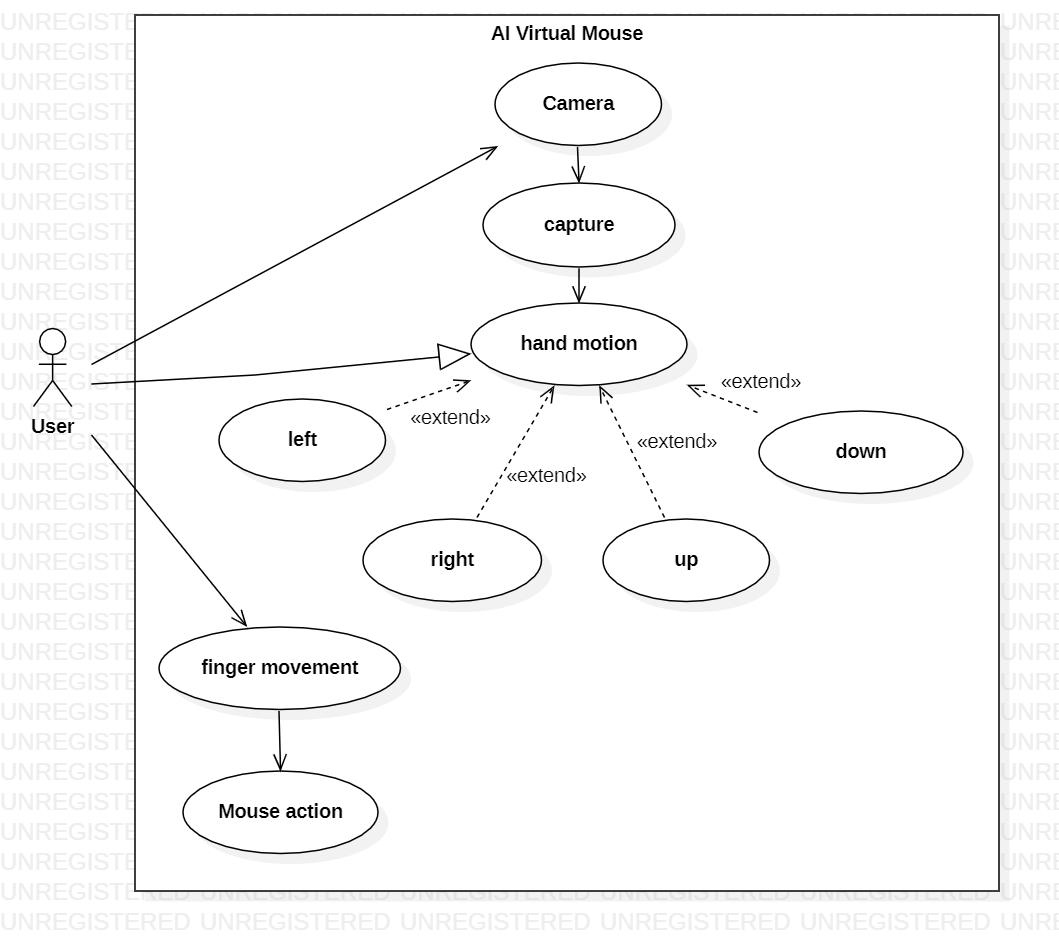 AI Virtual Mouse
Camera
capture
hand motion
«extend»
User
«extend»
left
«extend»
down
«extend»
right
up
finger movement
Mouse action
UNREGISTERED UNREGISTERED UNREGISTERED UNREGISTERED UNREGISTERED